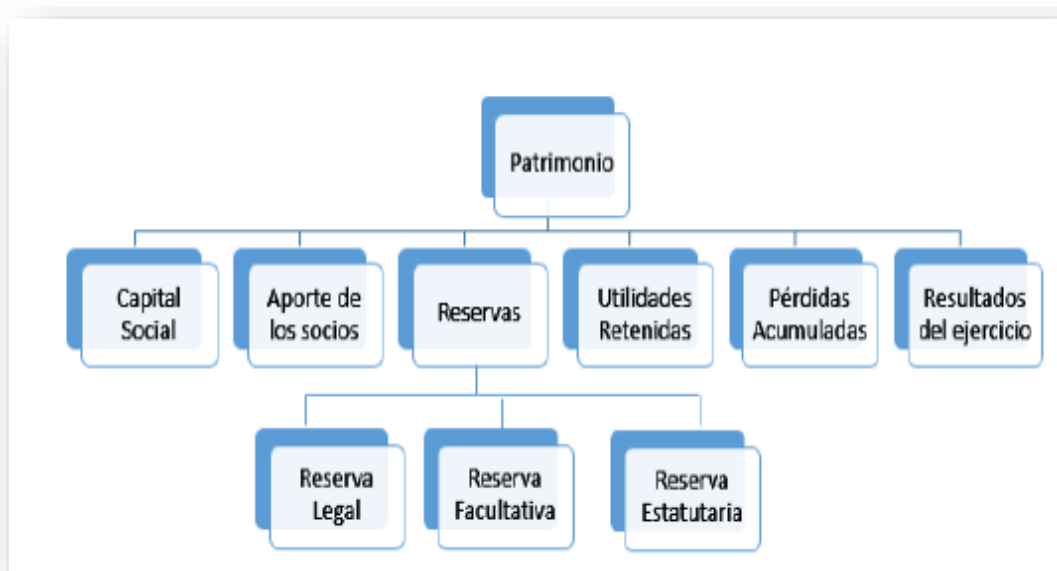 Patrimonio
Capital
Social
Aporte de
los socios
Reservas
Utilidades
Retenidas
Pérdidas
Acumuladas
Resultados
del ejercicio
Reserva
Legal
Reserva
Facultativa
Reserva
Estatutaria